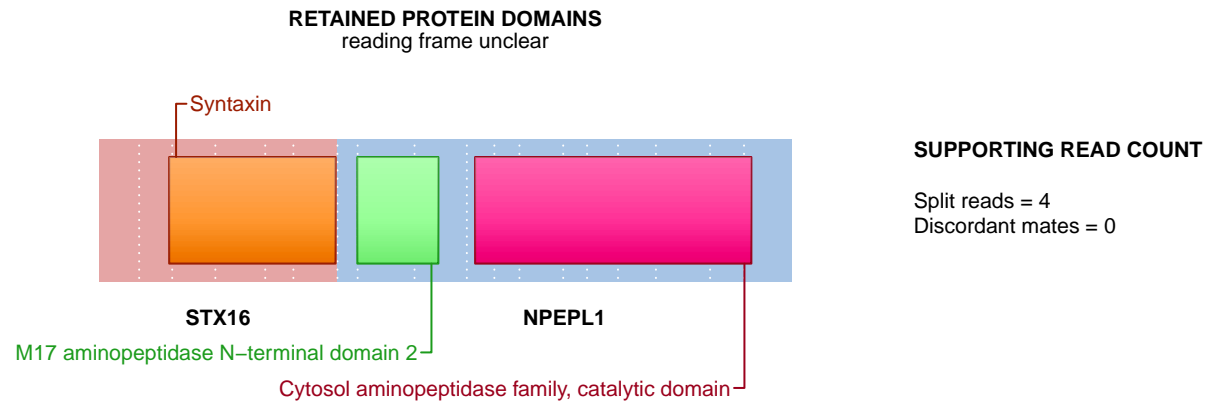 RETAINED PROTEIN DOMAINS
reading frame unclear
Syntaxin
SUPPORTING READ COUNT
Split reads = 4
Discordant mates = 0
STX16
NPEPL1
M17 aminopeptidase N−terminal domain 2
Cytosol aminopeptidase family, catalytic domain